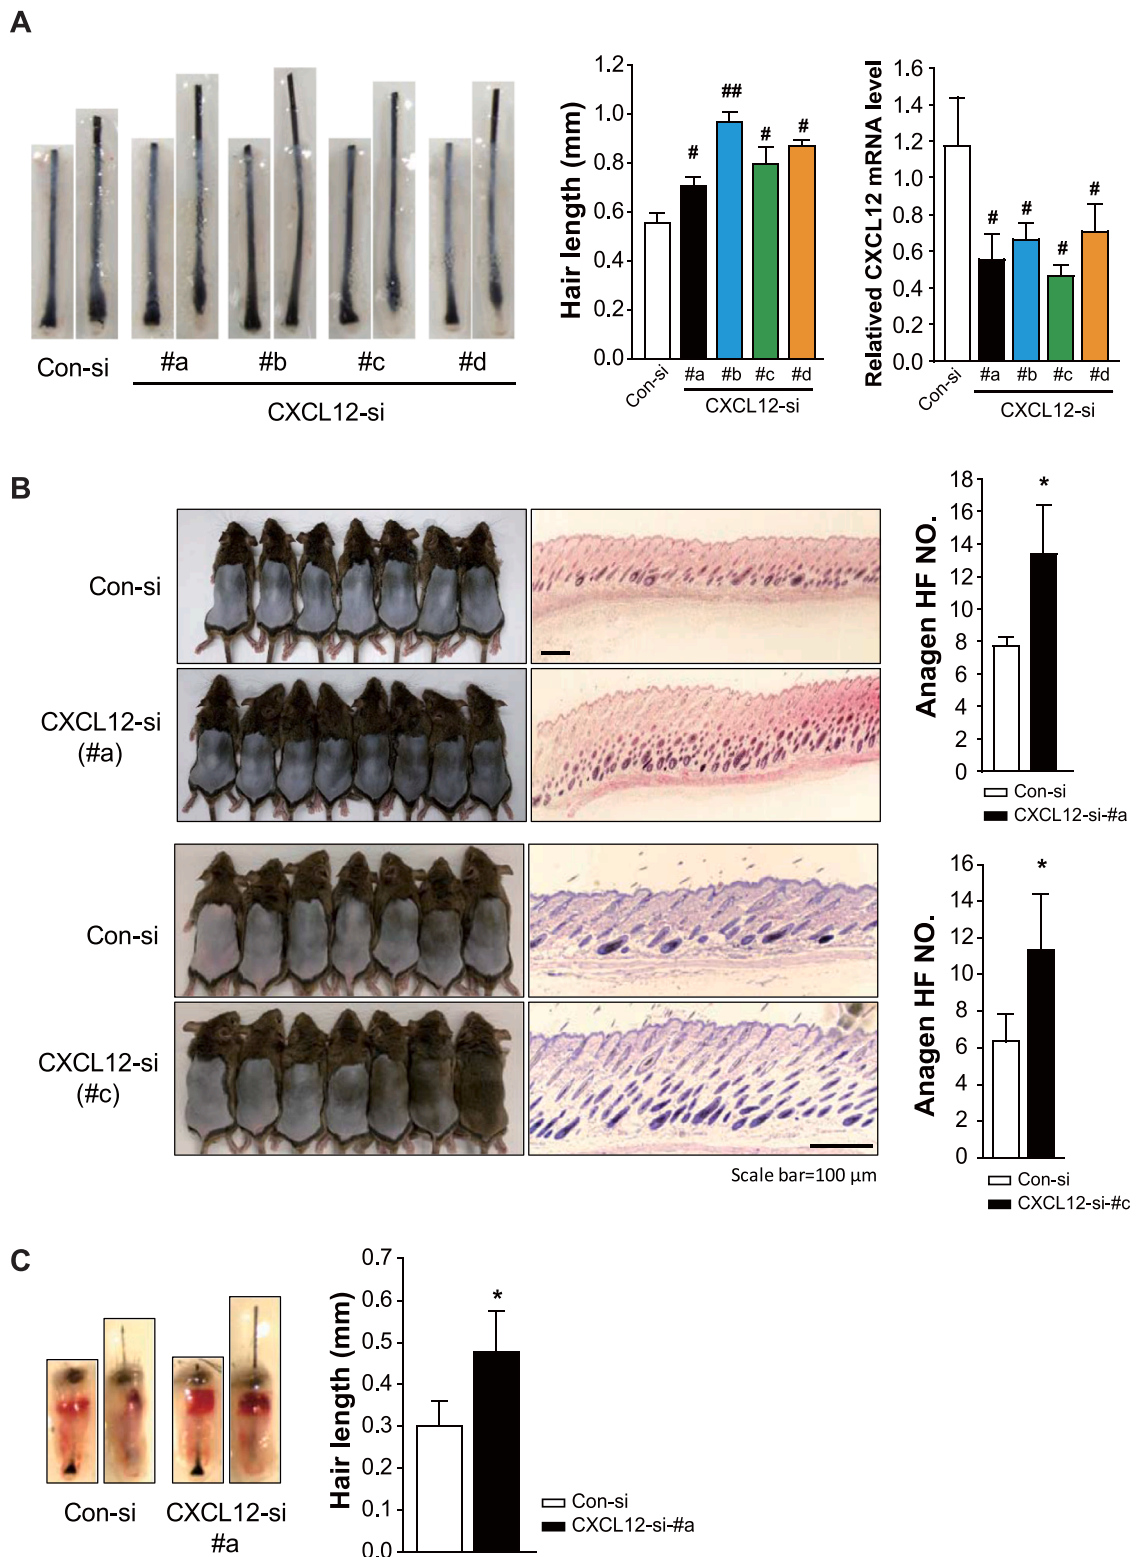 A
Con-si
#a
#b
#c
#d
CXCL12-si
Hair length (mm)
1.2
1.0
0.8
0.6
0.4
0.2
0.0
#
##
#
#
Con-si
#a
#b
#c
#d
CXCL12-si
Relatived CXCL12 mRNA level
1.6
1.4
1.2
1.0
0.8
0.6
0.4
0.2
0.0
#
#
#
#
Con-si
#a
#b
#c
#d
CXCL12-si
B
Con-si
CXCL12-si
(#a)
Anagen HF NO.
18
16
14
12
10
8
6
4
2
0
*
Con-si
CXCL12-si-#a
Con-si
CXCL12-si
(#c)
Scale bar=100 μm
Anagen HF NO.
16
14
12
10
8
6
4
2
0
*
Con-si
CXCL12-si-#c
C
Con-si
CXCL12-si
#a
Hair length (mm)
0.7
0.6
0.5
0.4
0.3
0.2
0.1
0.0
*
Con-si
CXCL12-si-#a